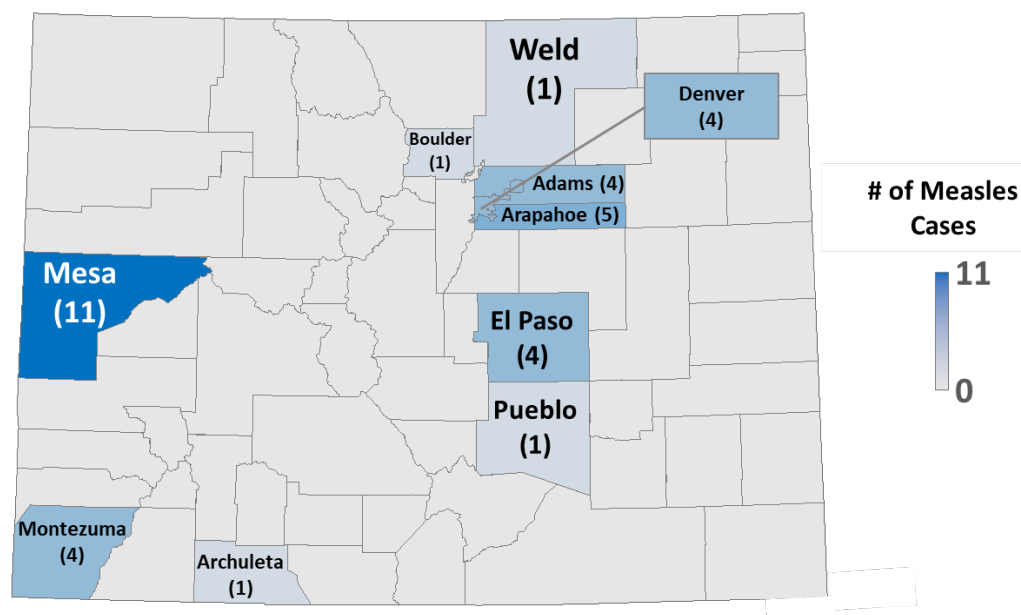 Weld
(1)
Denver
(4)
Boulder
(1)
Adams (4)
Arapahoe (5)
# of Measles
Cases
11
0
Mesa
(11)
El Paso
(4)
Pueblo
(1)
Montezuma
(4)
Archuleta
(1)